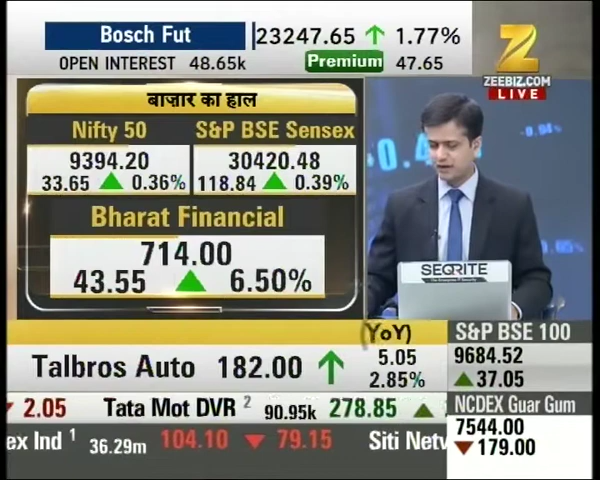 Bosch Fut 23247.65 1.77%
OPEN INTEREST 48.65k Premium 47.65
ZEEBIZ.COM
LIVE
बाज़ार का हाल
Nifty 50 S&P BSE Sensex
9394.20 30420.48
33.65 0.36% 118.84 0.39%
Bharat Financial
714.00
43.55 6.50%
SEQRITE
(YoY)
Talbros Auto 182.00 5.05
2.85%
S&P BSE 100
9684.52
37.05
2.05 Tata Mot DVR 2 90.95k 278.85
NCDEX Guar Gum
7544.00
179.00
ex Ind 1 36.29m 104.10 79.15 Siti Netw